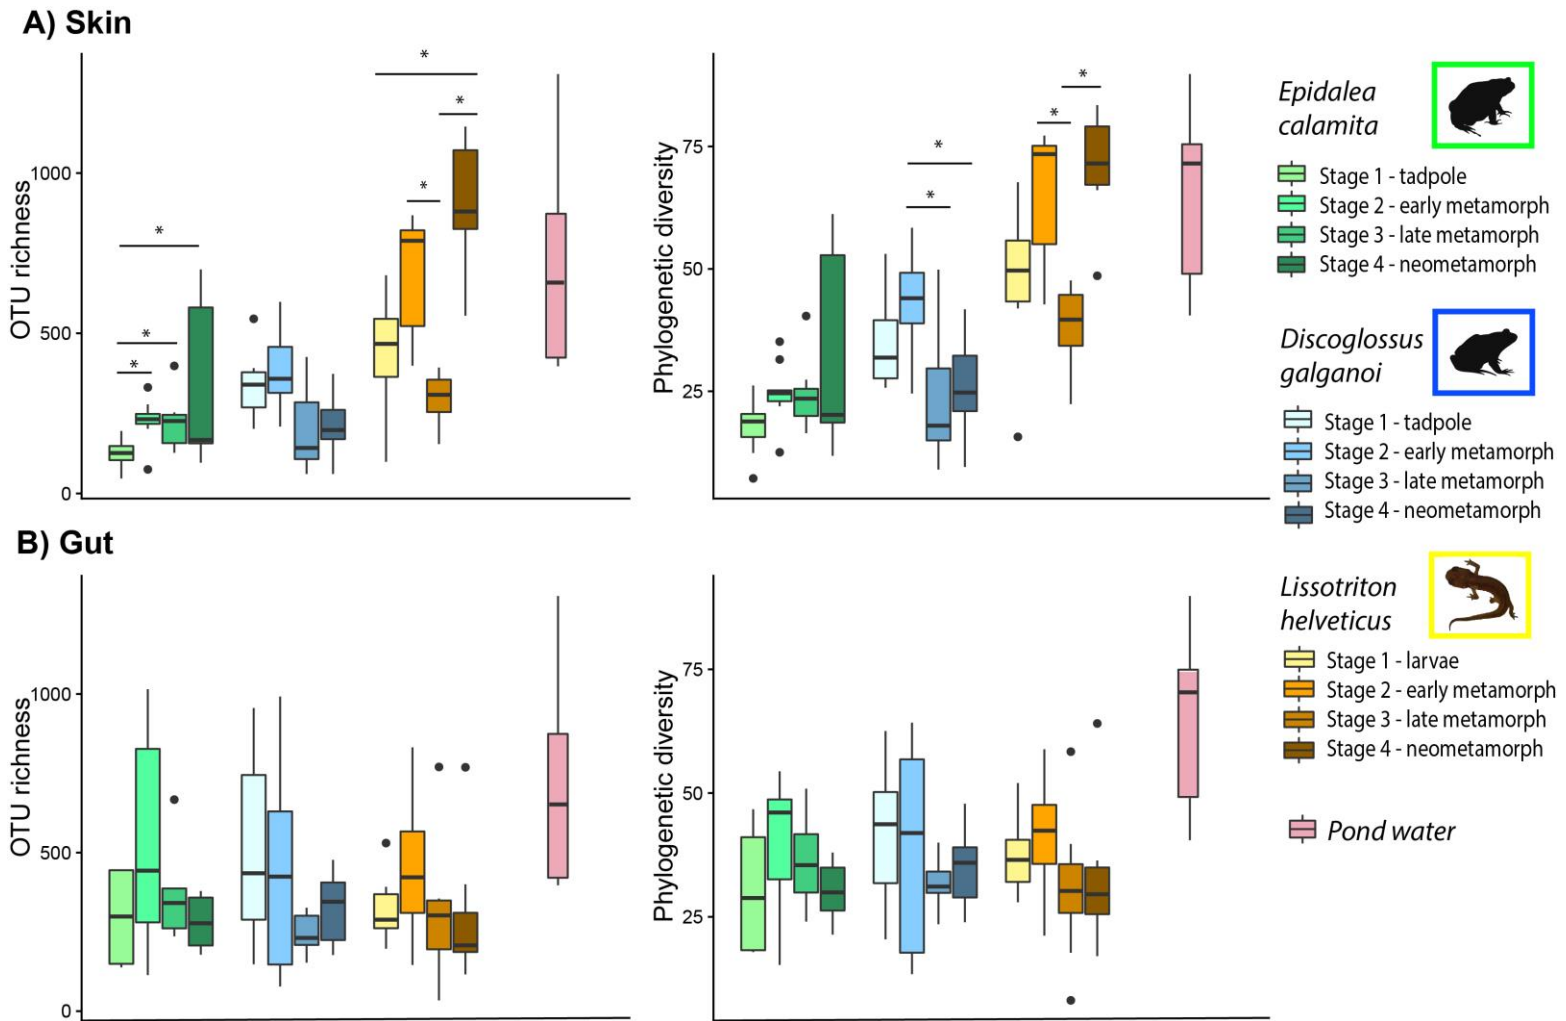 A) Skin
OTU richness
1000
500
0
*
*
*
*
*
*
Phylogenetic diversity
75
50
25
*
*
*
*
Epidalea
calamita
Stage 1 - tadpole
Stage 2 - early metamorph
Stage 3 - late metamorph
Stage 4 - neometamorph
Discoglossus
galganoi
Stage 1 - tadpole
Stage 2 - early metamorph
Stage 3 - late metamorph
Stage 4 - neometamorph
Lissotriton
helveticus
Stage 1 - larvae
Stage 2 - early metamorph
Stage 3 - late metamorph
Stage 4 - neometamorph
Pond water
B) Gut
OTU richness
1000
500
0
Phylogenetic diversity
75
50
25